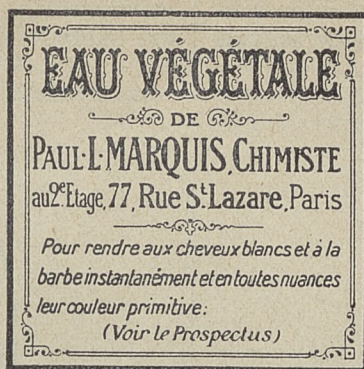 EAU VÉGÉTALE
DE
PAUL·L·MARQUIS, CHIMISTE
au 2e Etage, 77, Rue St Lazare, Paris
Pour rendre aux cheveux blancs et à la
barbe instantanément et en toutes nuances
leur couleur primitive:
(Voir le Prospectus)